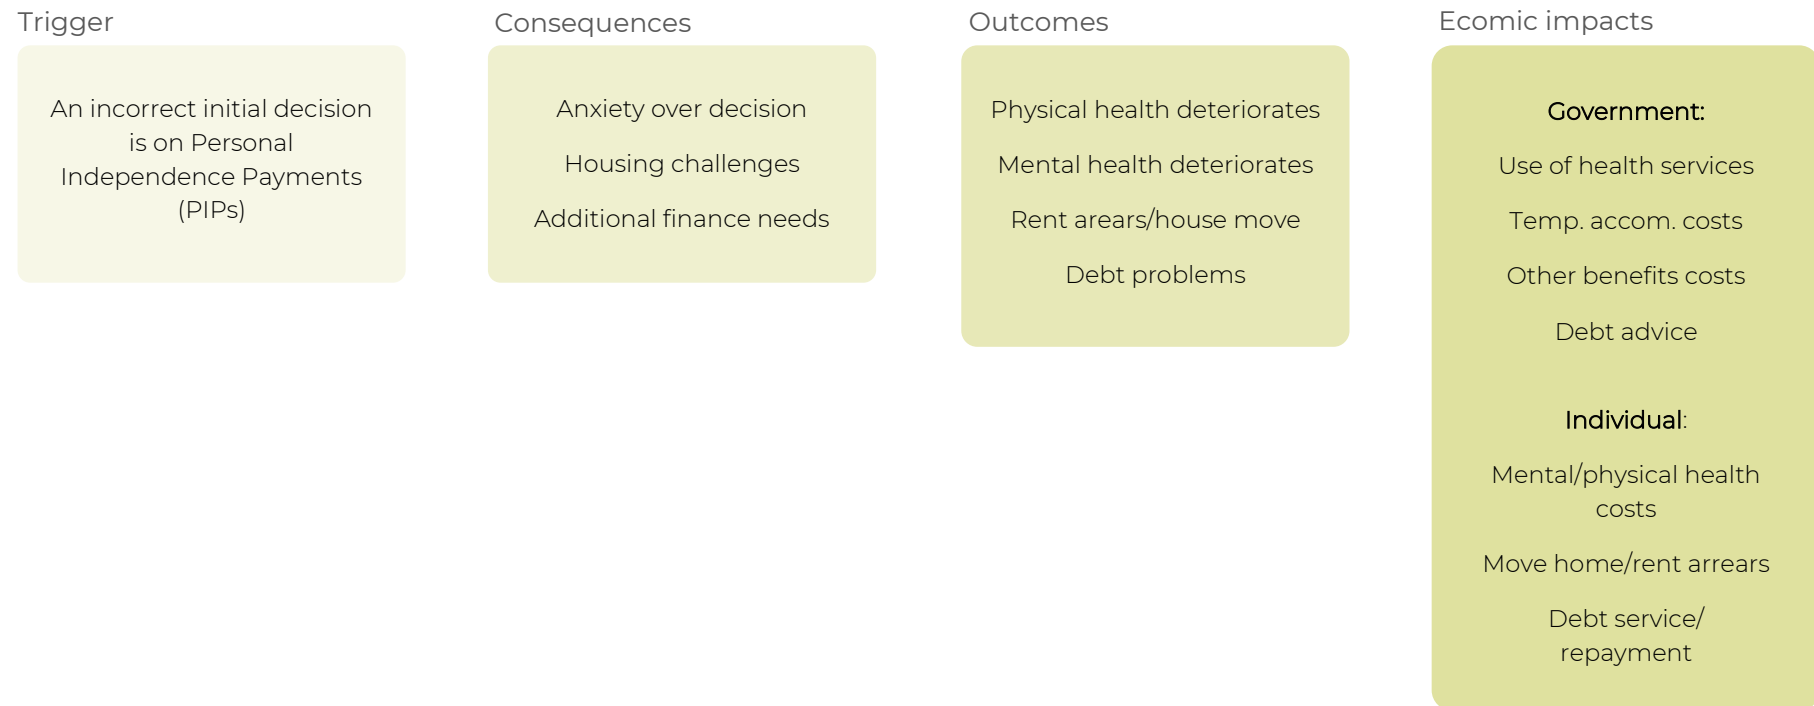 Trigger
An incorrect initial decision
is on Personal
Independence Payments
(PIPs)
Consequences
Anxiety over decision
Housing challenges
Additional finance needs
Outcomes
Physical health deteriorates
Mental health deteriorates
Rent arears/house move
Debt problems
Ecomic impacts
Government:
Use of health services
Temp. accom. costs
Other benefits costs
Debt advice
Individual:
Mental/physical health
costs
Move home/rent arrears
Debt service/
repayment